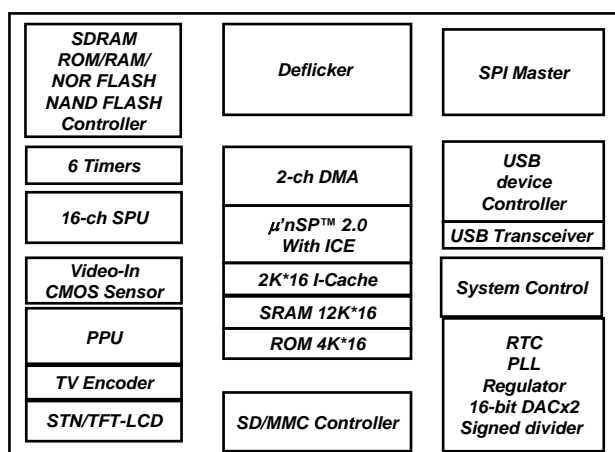 SDRAM
ROM/RAM/
NOR FLASH
NAND FLASH
Controller
6 Timers
16-ch SPU
Video-In
CMOS Sensor
PPU
TV Encoder
STN/TFT-LCD
Deflicker
2-ch DMA
μ'nSP™ 2.0
With ICE
2K*16 I-Cache
SRAM 12K*16
ROM 4K*16
SD/MMC Controller
SPI Master
USB
device
Controller
USB Transceiver
System Control
RTC
PLL
Regulator
16-bit DACx2
Signed divider